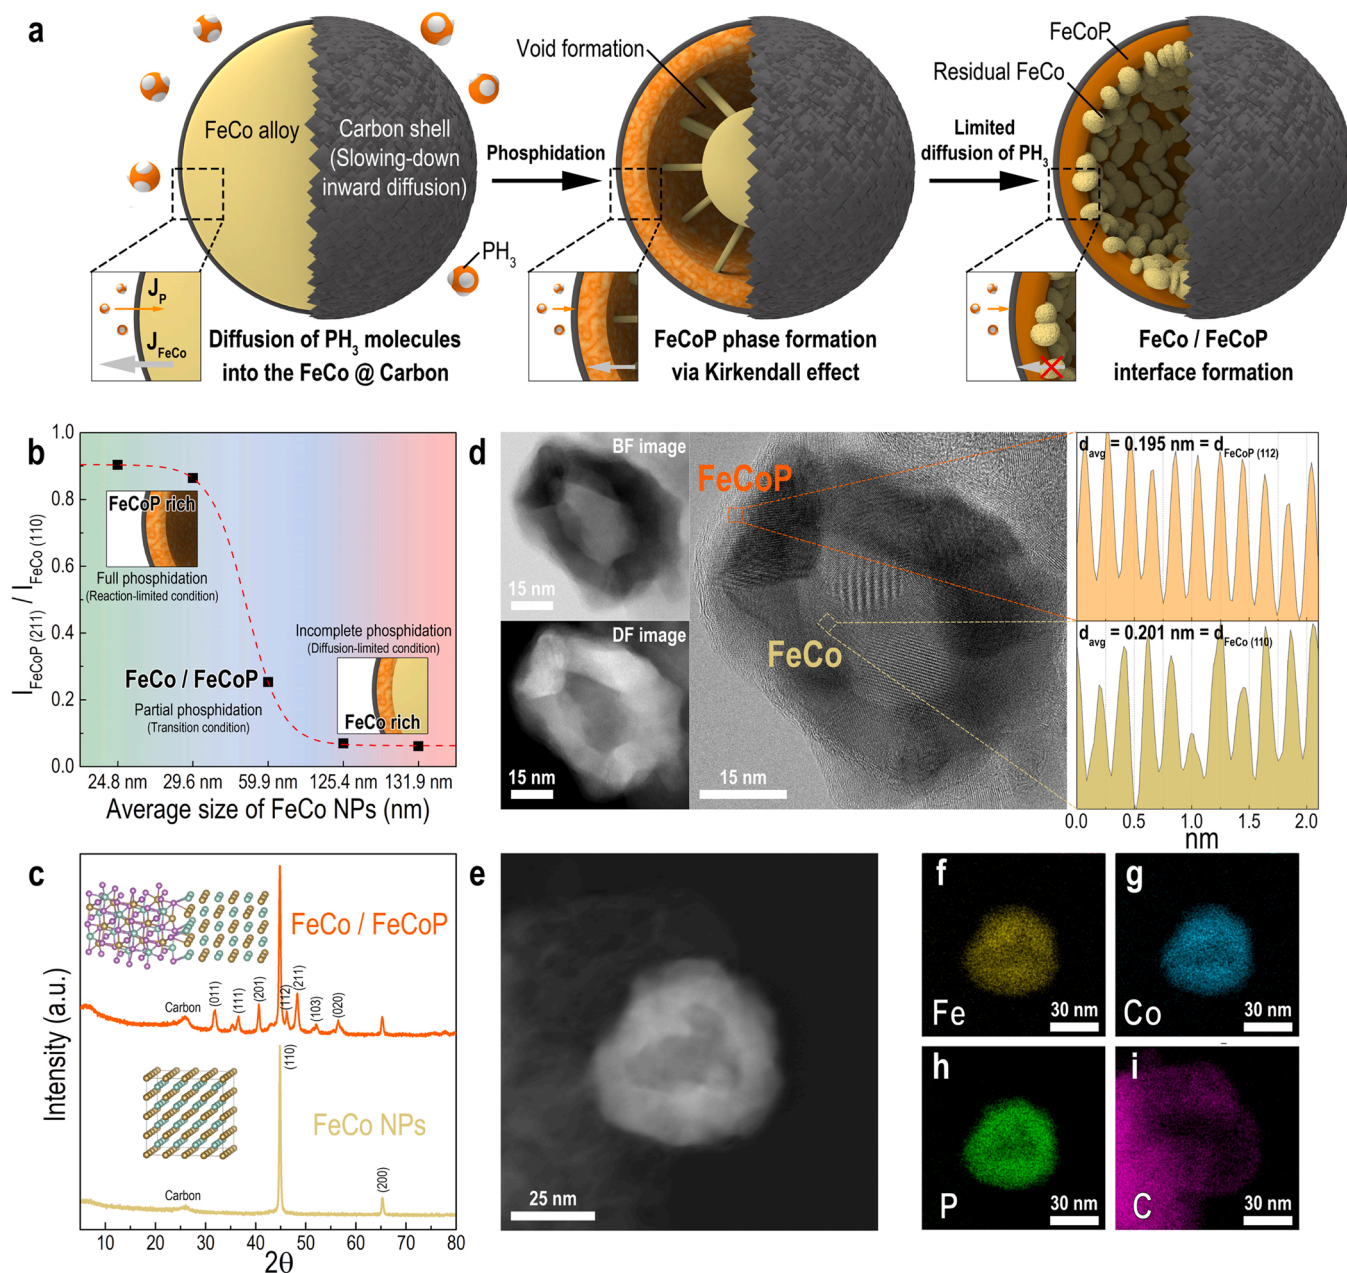 a
FeCo alloy
Carbon shell
(Slowing-down
inward diffusion)
PH3
JP
JFeCo
Diffusion of PH3 molecules
into the FeCo @ Carbon
Phosphidation
Void formation
FeCoP phase formation
via Kirkendall effect
Limited
diffusion of PH3
FeCoP
Residual FeCo
FeCo / FeCoP
interface formation
b
IFeCoP (211) / IFeCo (110)
1.0
0.8
0.6
0.4
0.2
0.0
FeCoP rich
Full phosphidation
(Reaction-limited condition)
FeCo / FeCoP
Partial phosphidation
(Transition condition)
Incomplete phosphidation
(Diffusion-limited condition)
FeCo rich
24.8 nm 29.6 nm 59.9 nm 125.4 nm 131.9 nm
Average size of FeCo NPs (nm)
d
BF image
15 nm
DF image
15 nm
FeCoP
FeCo
15 nm
davg = 0.195 nm = dFeCoP (112)
davg = 0.201 nm = dFeCo (110)
0.0 0.5 1.0 1.5 2.0
nm
c
Intensity (a.u.)
FeCo / FeCoP
Carbon
(011)
(111)
(201)
(112)
(211)
(103)
(020)
(110)
FeCo NPs
Carbon
(200)
10 20 30 40 50 60 70 80
2θ
e
25 nm
f
Fe
30 nm
g
Co
30 nm
h
P
30 nm
i
C
30 nm